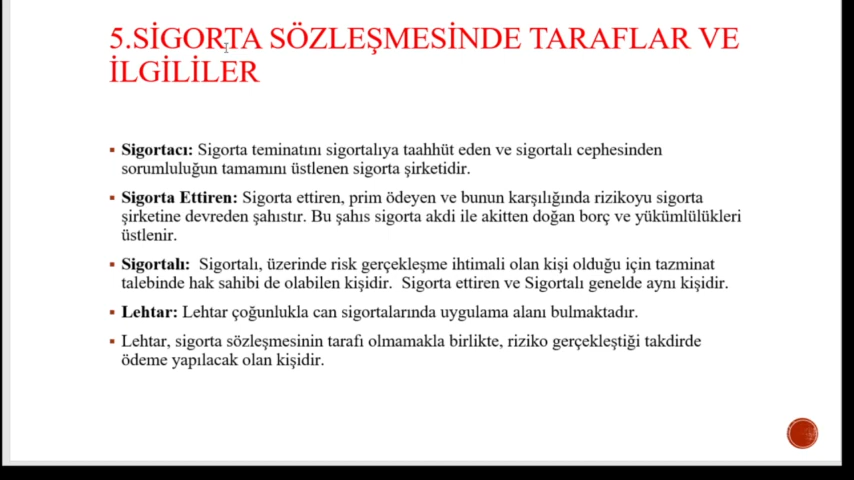 5.SİGORTA SÖZLEŞMESİNDE TARAFLAR VE
İLGİLİLER
▪ Sigortacı: Sigorta teminatını sigortalıya taahhüt eden ve sigortalı cephesinden
sorumluluğun tamamını üstlenen sigorta şirketidir.
▪ Sigorta Ettiren: Sigorta ettiren, prim ödeyen ve bunun karşılığında rizikoyu sigorta
şirketine devreden şahıstır. Bu şahıs sigorta akdi ile akitten doğan borç ve yükümlülükleri
üstlenir.
▪ Sigortalı: Sigortalı, üzerinde risk gerçekleşme ihtimali olan kişi olduğu için tazminat
talebinde hak sahibi de olabilen kişidir. Sigorta ettiren ve Sigortalı genelde aynı kişidir.
▪ Lehtar: Lehtar çoğunlukla can sigortalarında uygulama alanı bulmaktadır.
▪ Lehtar, sigorta sözleşmesinin tarafı olmamakla birlikte, riziko gerçekleştiği takdirde
ödeme yapılacak olan kişidir.